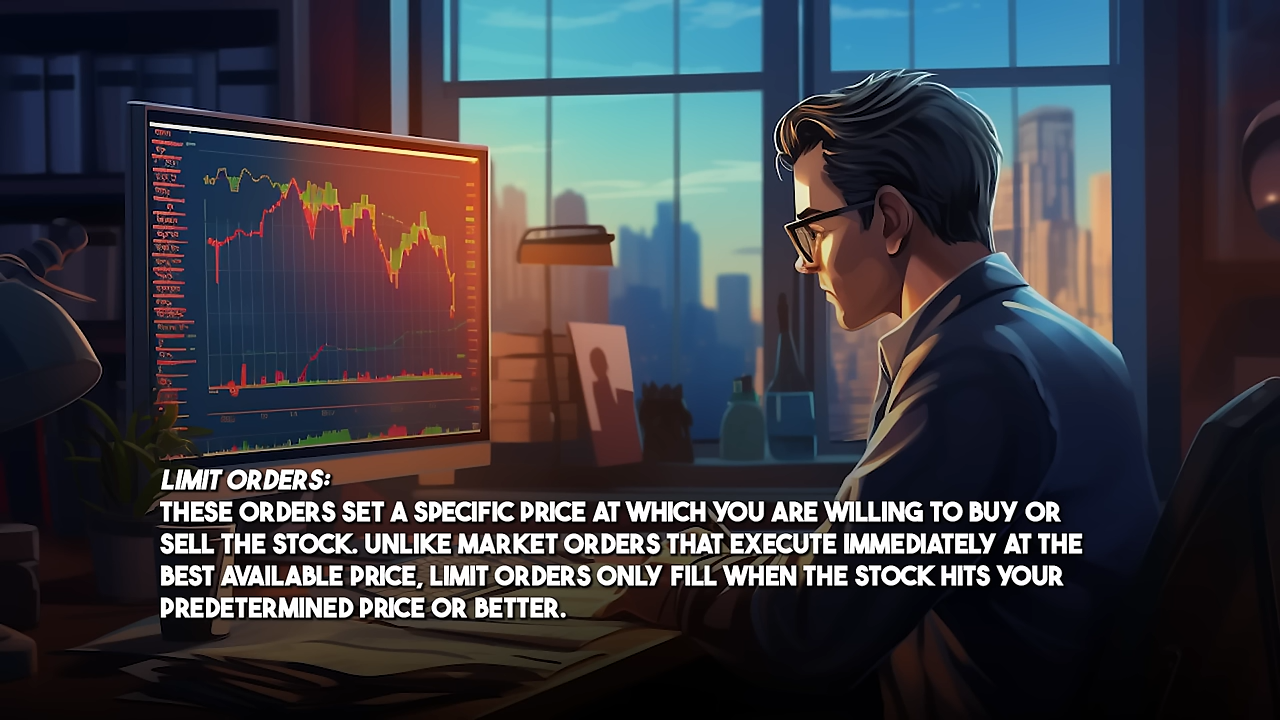 LIMIT ORDERS:
THESE ORDERS SET A SPECIFIC PRICE AT WHICH YOU ARE WILLING TO BUY OR
SELL THE STOCK. UNLIKE MARKET ORDERS THAT EXECUTE IMMEDIATELY AT THE
BEST AVAILABLE PRICE, LIMIT ORDERS ONLY FILL WHEN THE STOCK HITS YOUR
PREDETERMINED PRICE OR BETTER.